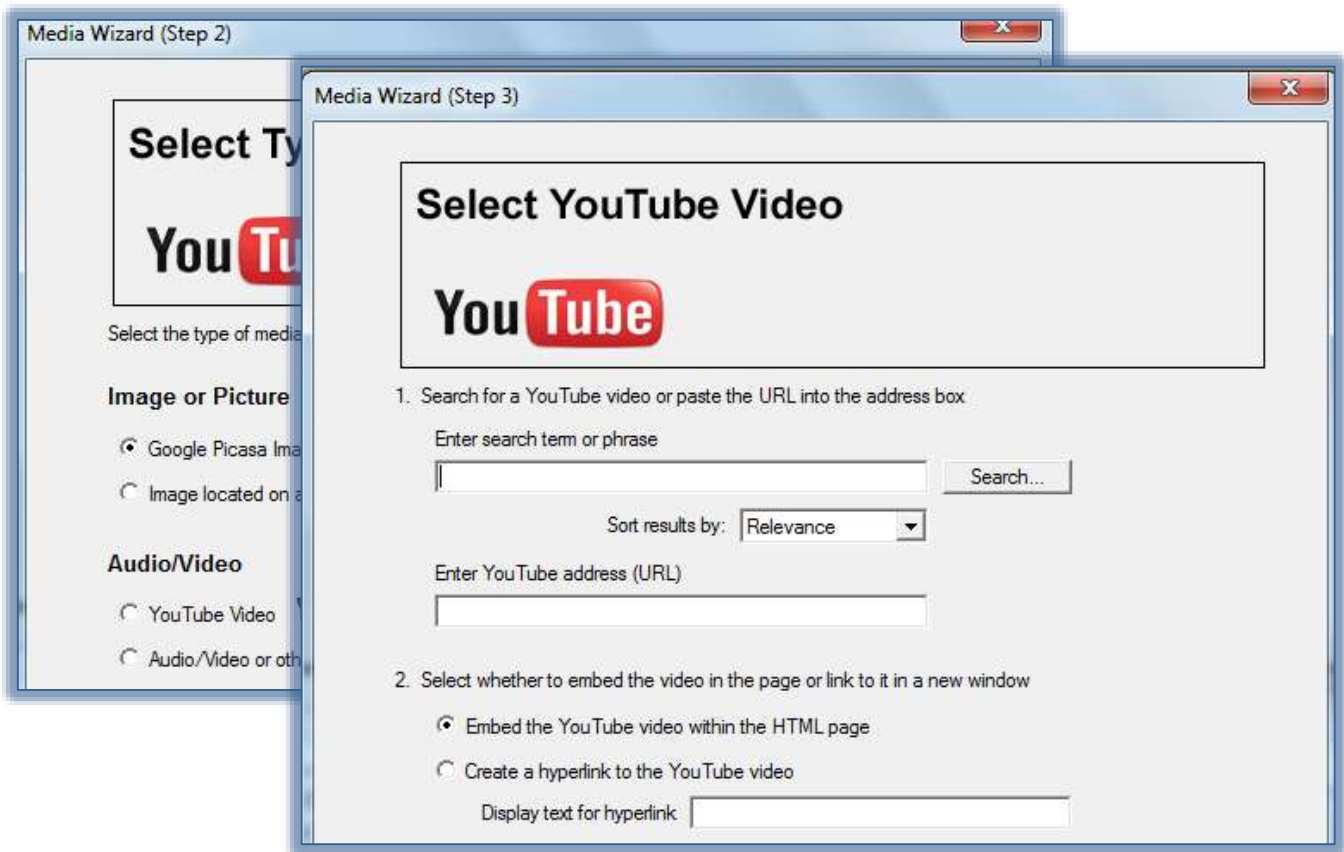 Media Wizard (Step 2)
Select Ty
You Tu
Select the type of media
Image or Picture
Google Picasa Ima
Image located on a
Audio/Video
YouTube Video
Audio/Video or oth
Media Wizard (Step 3)
Select YouTube Video
You Tube
1. Search for a YouTube video or paste the URL into the address box
Enter search term or phrase
Search...
Sort results by: Relevance
Enter YouTube address (URL)
2. Select whether to embed the video in the page or link to it in a new window
Embed the YouTube video within the HTML page
Create a hyperlink to the YouTube video
Display text for hyperlink